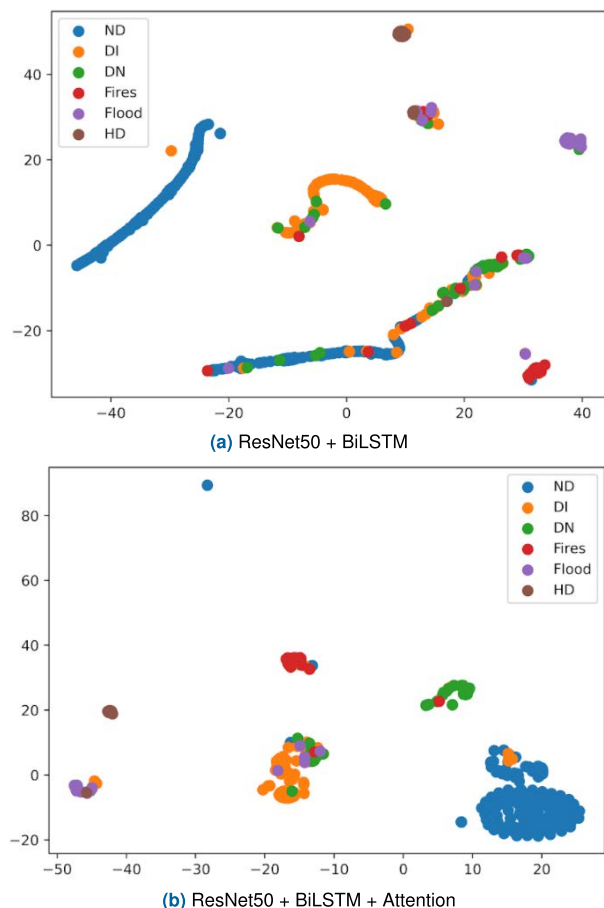 ND
DI
DN
Fires
Flood
HD
40
20
0
−20
−40
−20
0
20
40
(a) ResNet50 + BiLSTM
ND
DI
DN
Fires
Flood
HD
80
60
40
20
0
−20
−50
−40
−30
−20
−10
0
10
20
(b) ResNet50 + BiLSTM + Attention